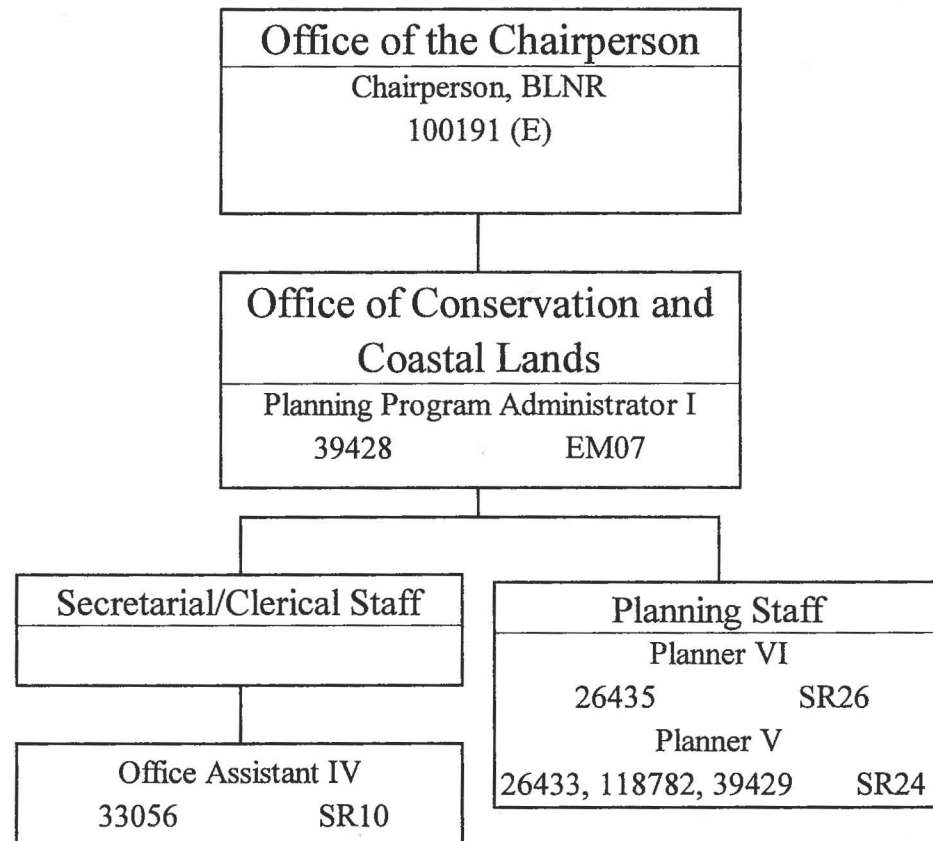 Office of the Chairperson
Chairperson, BLNR
100191 (E)
Office of Conservation and
Coastal Lands
Planning Program Administrator I
39428 EM07
Secretarial/Clerical Staff
Office Assistant IV
33056 SR10
Planning Staff
Planner VI
26435 SR26
Planner V
26433, 118782, 39429 SR24